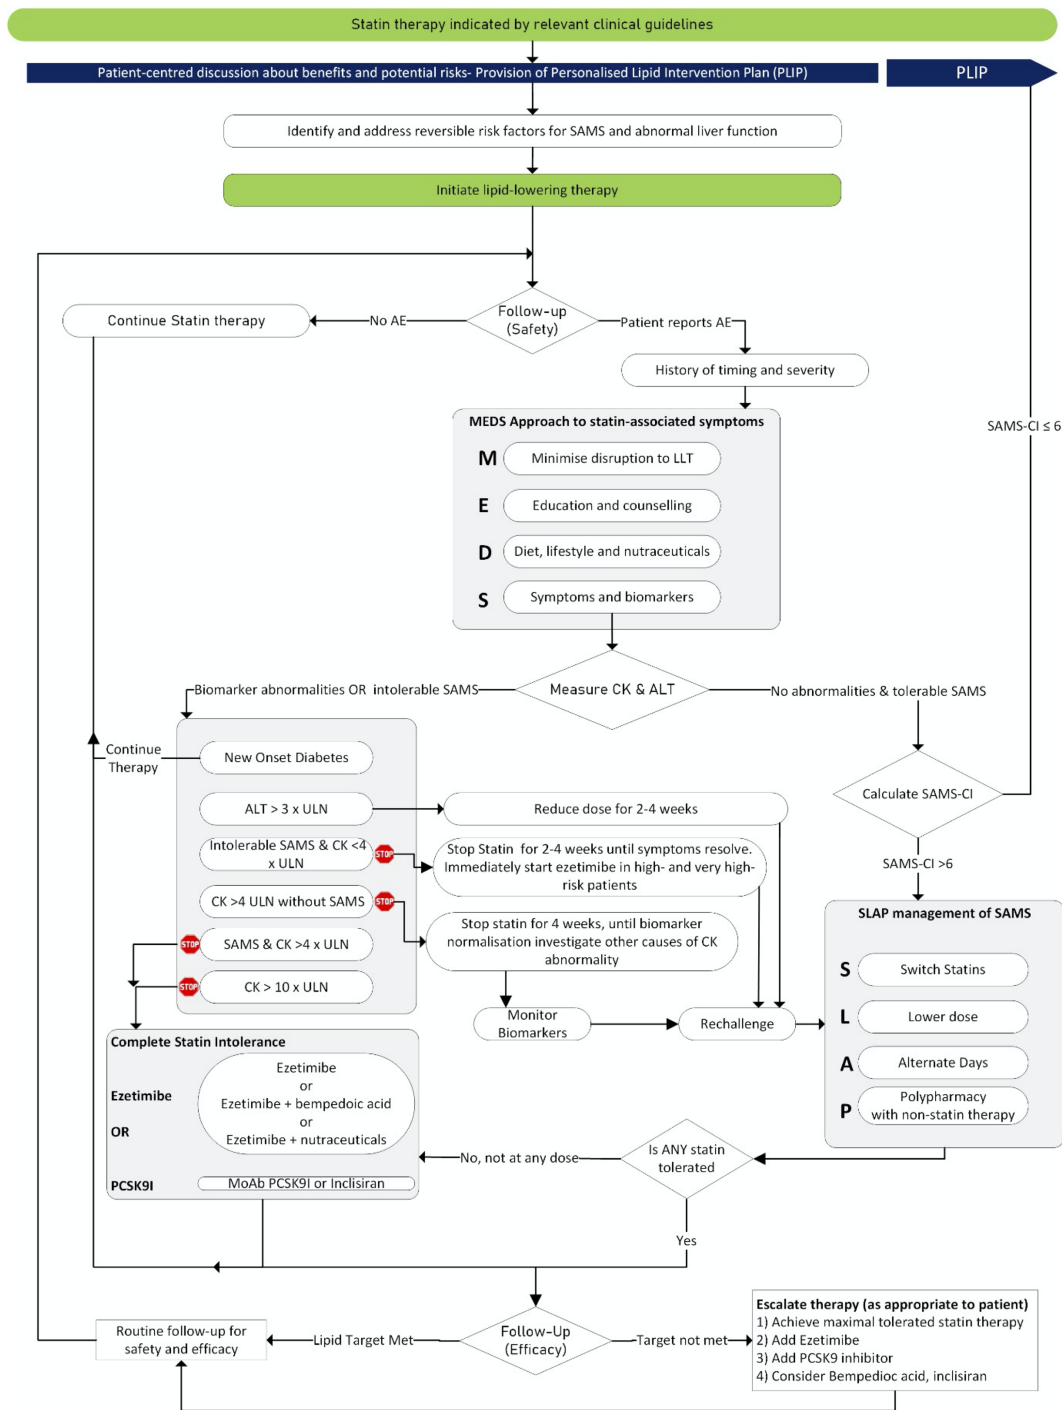 Statin therapy indicated by relevant clinical guidelines
Patient-centred discussion about benefits and potential risks- Provision of Personalised Lipid Intervention Plan (PLIP)
PLIP
Identify and address reversible risk factors for SAMS and abnormal liver function
Initiate lipid-lowering therapy
Continue Statin therapy
No AE
Follow-up
(Safety)
Patient reports AE
History of timing and severity
MEDS Approach to statin-associated symptoms
M Minimise disruption to LLT
E Education and counselling
D Diet, lifestyle and nutraceuticals
S Symptoms and biomarkers
SAMS-CI ≤ 6
Biomarker abnormalities OR intolerable SAMS
Measure CK & ALT
No abnormalities & tolerable SAMS
Continue
Therapy
New Onset Diabetes
ALT > 3 x ULN
Reduce dose for 2-4 weeks
Calculate SAMS-CI
Intolerable SAMS & CK <4
x ULN
STOP
Stop Statin for 2-4 weeks until symptoms resolve.
Immediately start ezetimibe in high- and very high-
risk patients
SAMS-CI >6
CK >4 ULN without SAMS
STOP
Stop statin for 4 weeks, until biomarker
normalisation investigate other causes of CK
abnormality
STOP
SAMS & CK >4 x ULN
STOP
CK > 10 x ULN
Monitor
Biomarkers
Rechallenge
SLAP management of SAMS
S Switch Statins
L Lower dose
A Alternate Days
P Polypharmacy
with non-statin therapy
Complete Statin Intolerance
Ezetimibe
OR
PCSK9I
Ezetimibe
or
Ezetimibe + bempedoic acid
or
Ezetimibe + nutraceuticals
MoAb PCSK9I or Inclisiran
No, not at any dose
Is ANY statin
tolerated
Yes
Routine follow-up for
safety and efficacy
Lipid Target Met
Follow-Up
(Efficacy)
Target not met
Escalate therapy (as appropriate to patient)
1) Achieve maximal tolerated statin therapy
2) Add Ezetimibe
3) Add PCSK9 inhibitor
4) Consider Bempedioc acid, inclisiran